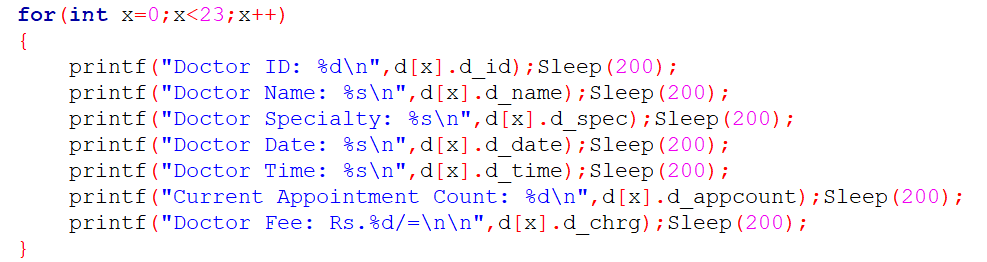 for(int x=0;x<23;x++)
{
    printf("Doctor ID: %d\n",d[x].d_id);Sleep(200);
    printf("Doctor Name: %s\n",d[x].d_name);Sleep(200);
    printf("Doctor Specialty: %s\n",d[x].d_spec);Sleep(200);
    printf("Doctor Date: %s\n",d[x].d_date);Sleep(200);
    printf("Doctor Time: %s\n",d[x].d_time);Sleep(200);
    printf("Current Appointment Count: %d\n",d[x].d_appcount);Sleep(200);
    printf("Doctor Fee: Rs.%d/=\n\n",d[x].d_chrg);Sleep(200);
}